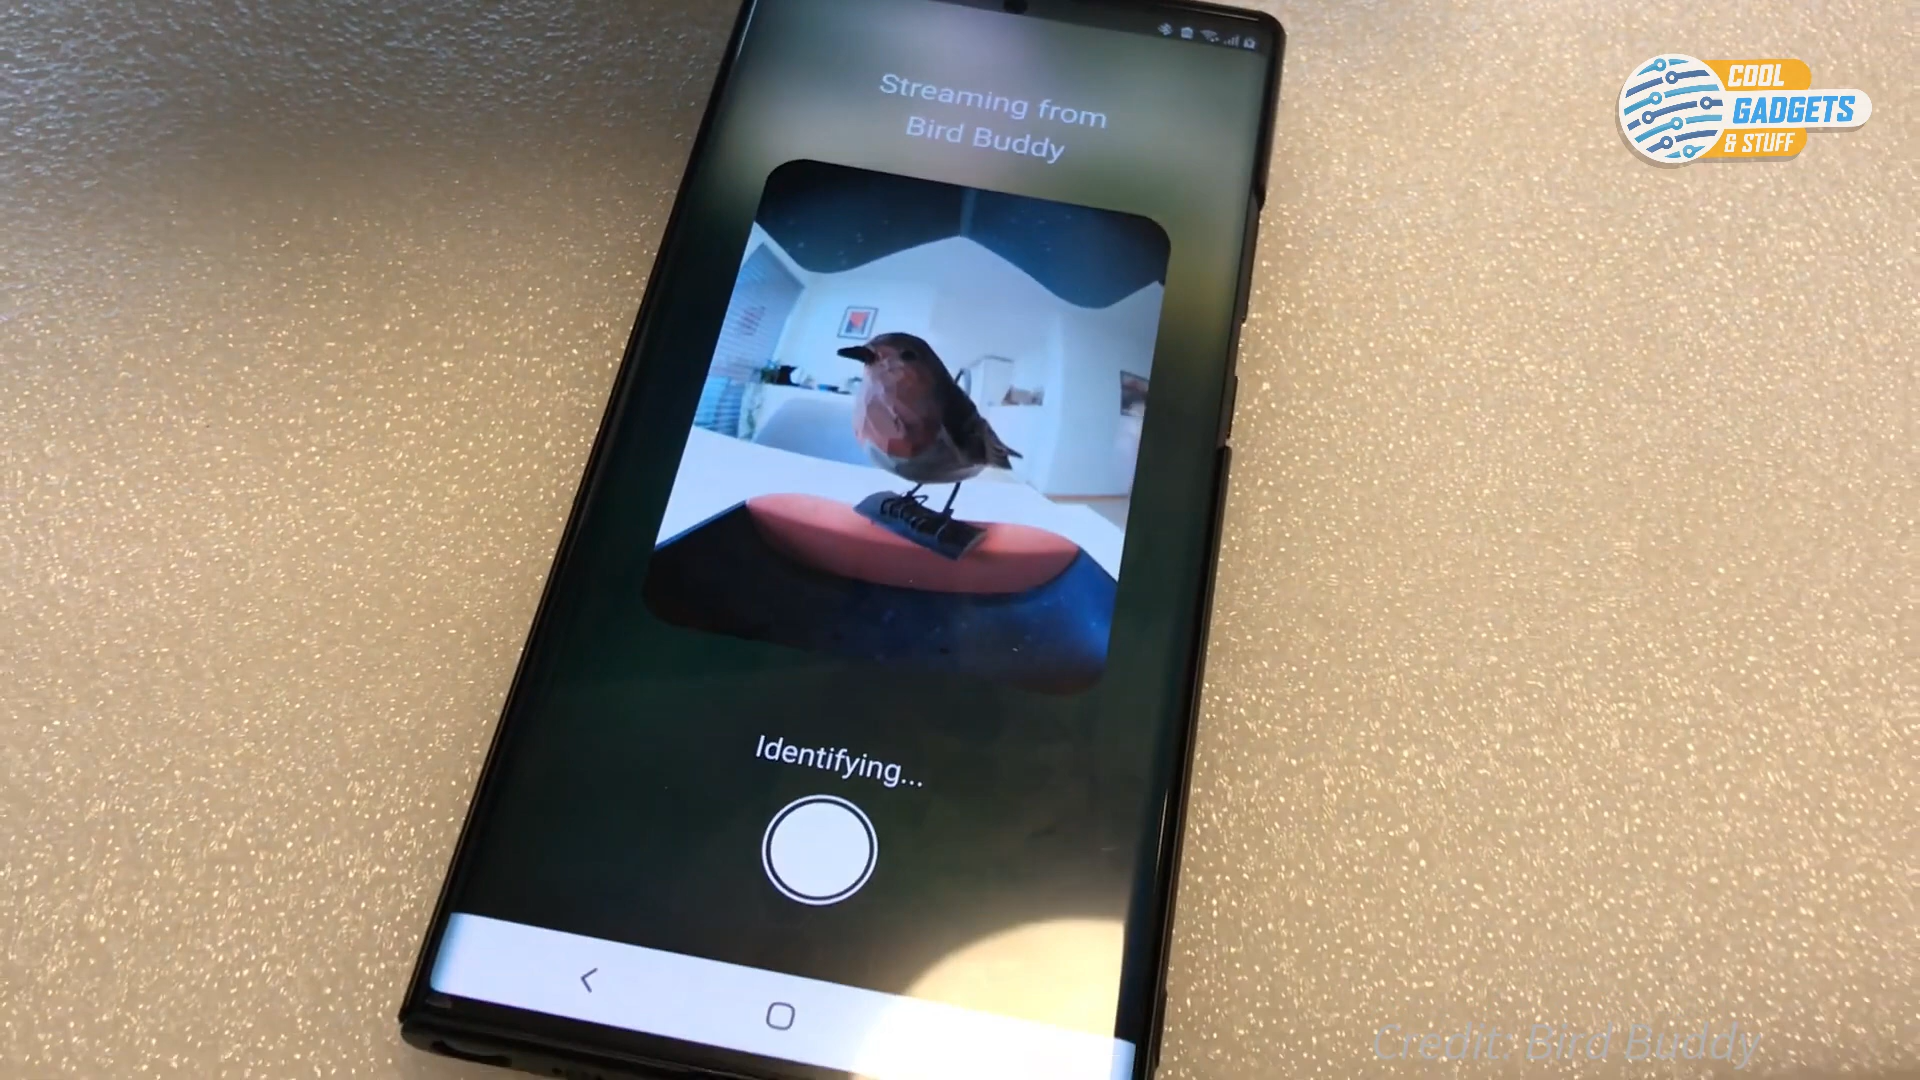 Streaming from
Bird Buddy
Identifying...
COOL
GADGETS
& STUFF
Credit: Bird Buddy